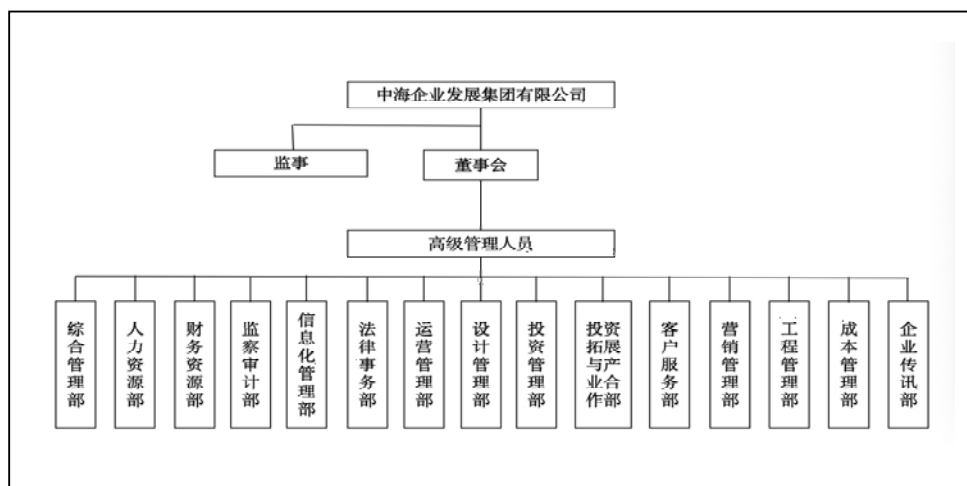 中海企业发展集团有限公司
监事
董事会
高级管理人员
综合管理部
人力资源部
财务资源部
监察审计部
信息化管理部
法律事务部
运营管理部
设计管理部
投资管理部
投资拓展与产业合作部
客户服务部
营销管理部
工程管理部
成本管理部
企业传讯部